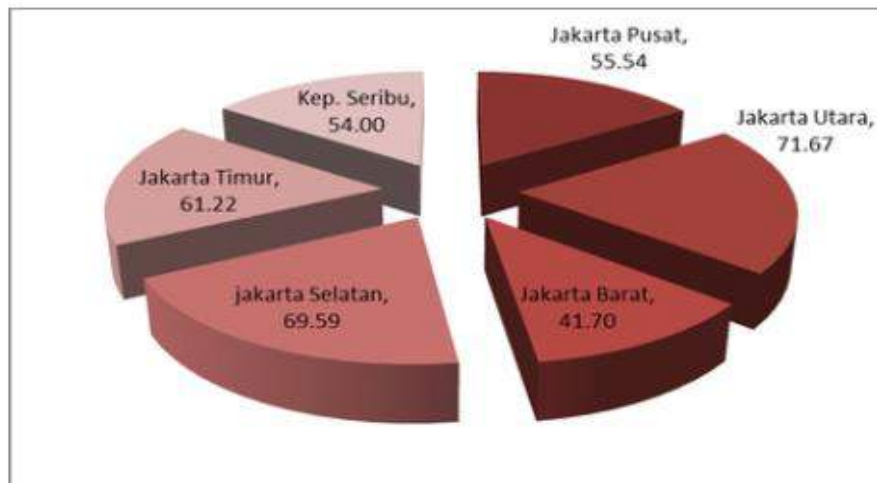 Jakarta Pusat,
55.54
Jakarta Utara,
71.67
Jakarta Barat,
41.70
jakarta Selatan,
69.59
Jakarta Timur,
61.22
Kep. Seribu,
54.00